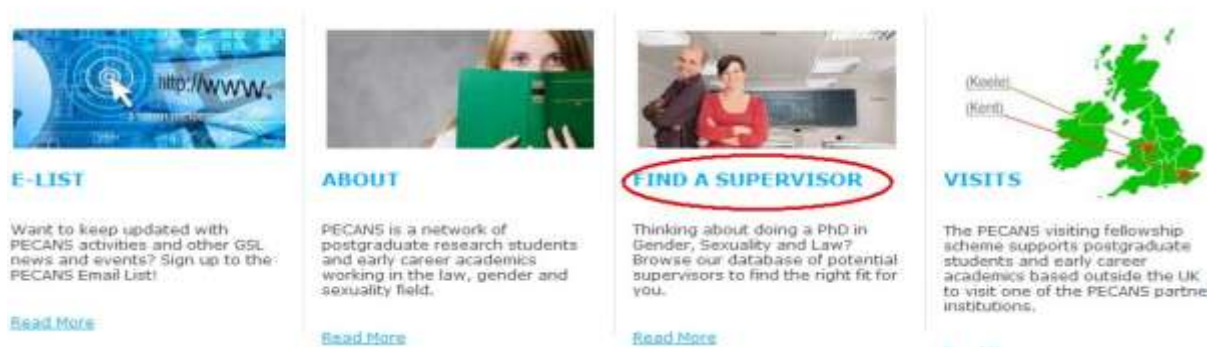 http://www.
E-LIST
Want to keep updated with
PECANS activities and other GSL
news and events? Sign up to the
PECANS Email List!
Read More
ABOUT
PECANS is a network of
postgraduate research students
and early career academics
working in the law, gender and
sexuality field.
Read More
FIND A SUPERVISOR
Thinking about doing a PhD in
Gender, Sexuality and Law?
Browse our database of potential
supervisors to find the right fit for
you.
Read More
(Keele)
(Kent)
VISITS
The PECANS visiting fellowship
scheme supports postgraduate
students and early career
academics based outside the UK
to visit one of the PECANS partne
institutions.